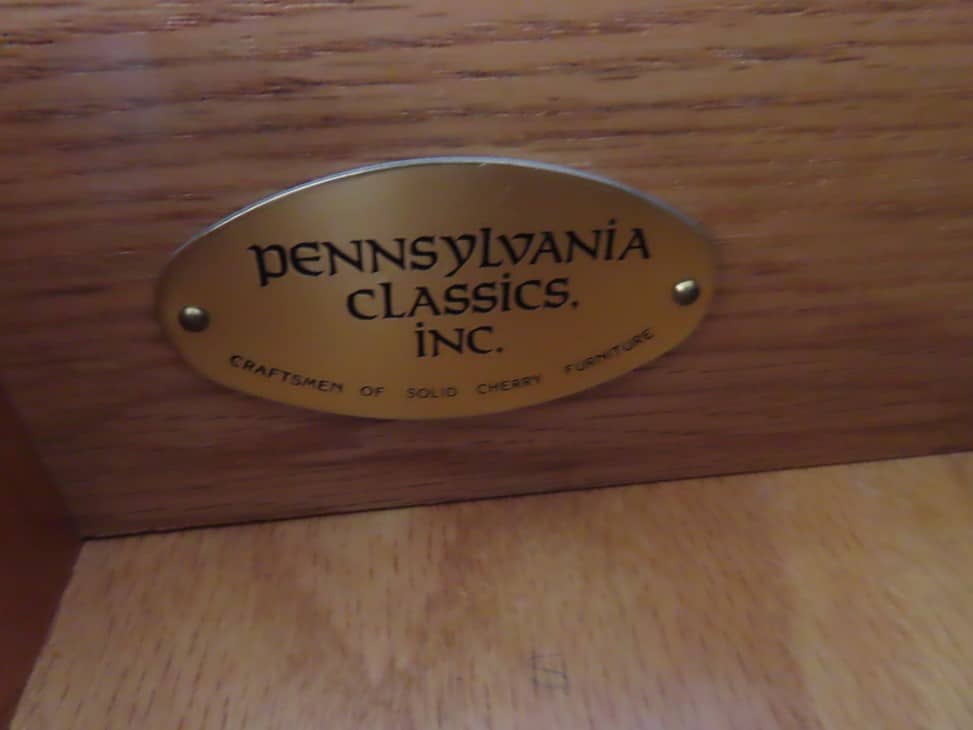 PENNSYLVANIA
CLASSICS,
INC.
CRAFTSMEN OF SOLID CHERRY FURNITURE